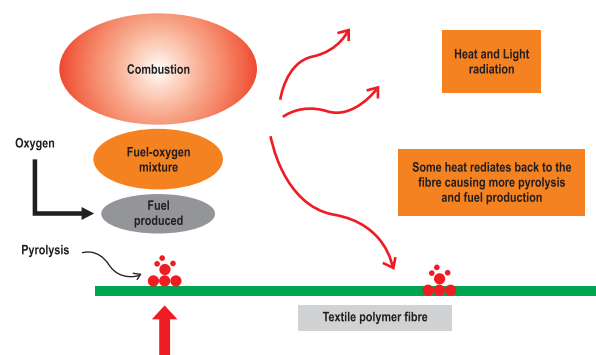 Combustion
Heat and Light
radiation
Oxygen
Fuel-oxygen
mixture
Some heat rediates back to the
fibre causing more pyrolysis
and fuel production
Fuel
produced
Pyrolysis
Textile polymer fibre